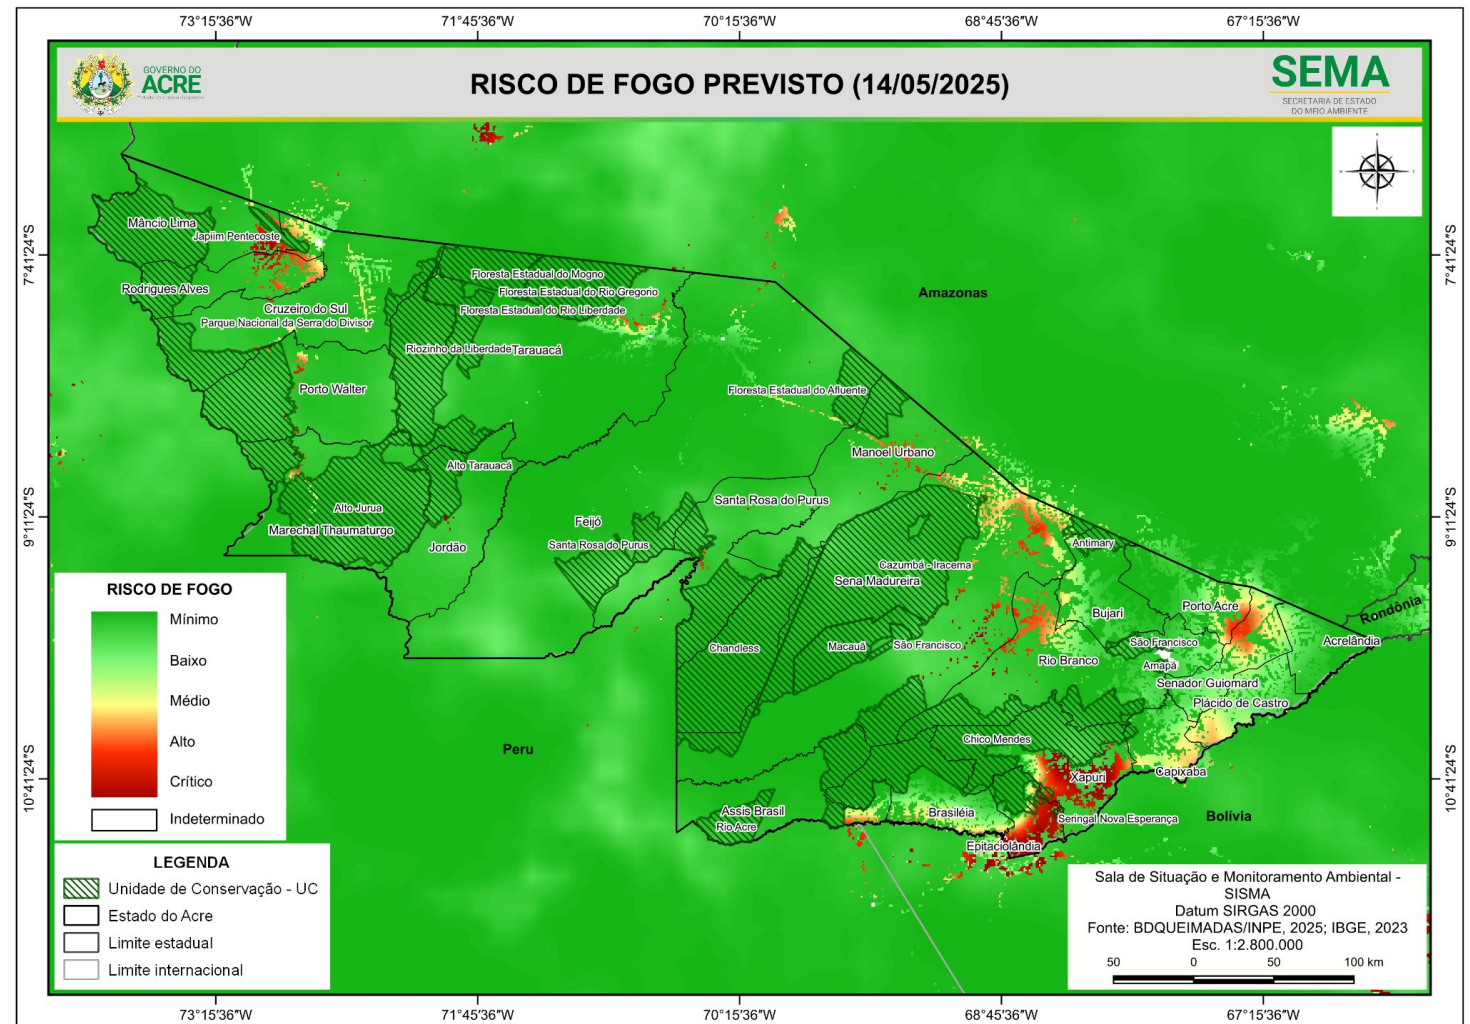 73°15'36"W
71°45'36"W
70°15'36"W
68°45'36"W
67°15'36"W
GOVERNO DO
ACRE
RISCO DE FOGO PREVISTO (14/05/2025)
SEMA
SECRETARIA DE ESTADO
DO MEIO AMBIENTE
7°41'24"S
7°41'24"S
9°11'24"S
9°11'24"S
10°41'24"S
10°41'24"S
Mâncio Lima
Japiim Pentecoste
Rodrigues Alves
Cruzeiro do Sul
Parque Nacional da Serra do Divisor
Floresta Estadual do Mogno
Floresta Estadual do Rio Gregorio
Floresta Estadual do Rio Liberdade
Riozinho da Liberdade
Tarauacá
Amazonas
Porto Walter
Floresta Estadual do Afluente
Manoel Urbano
Alto Tarauacá
Alto Jurua
Santa Rosa do Purus
Marechal Thaumaturgo
Feijó
Jordão
Santa Rosa do Purus
Antimary
Cazumbá - Iracema
Sena Madureira
Bujari
Porto Acre
Rondônia
Chandless
Macauã
São Francisco
São Francisco
Acrelândia
Rio Branco
Amapá
Senador Guiomard
Plácido de Castro
Chico Mendes
Peru
Xapuri
Capixaba
Assis Brasil
Rio Acre
Brasiléia
Seringal Nova Esperança
Bolívia
Epitaciolândia
RISCO DE FOGO
Mínimo
Baixo
Médio
Alto
Crítico
Indeterminado
LEGENDA
Unidade de Conservação - UC
Estado do Acre
Limite estadual
Limite internacional
Sala de Situação e Monitoramento Ambiental -
SISMA
Datum SIRGAS 2000
Fonte: BDQUEIMADAS/INPE, 2025; IBGE, 2023
Esc. 1:2.800.000
50 0 50 100 km
73°15'36"W
71°45'36"W
70°15'36"W
68°45'36"W
67°15'36"W